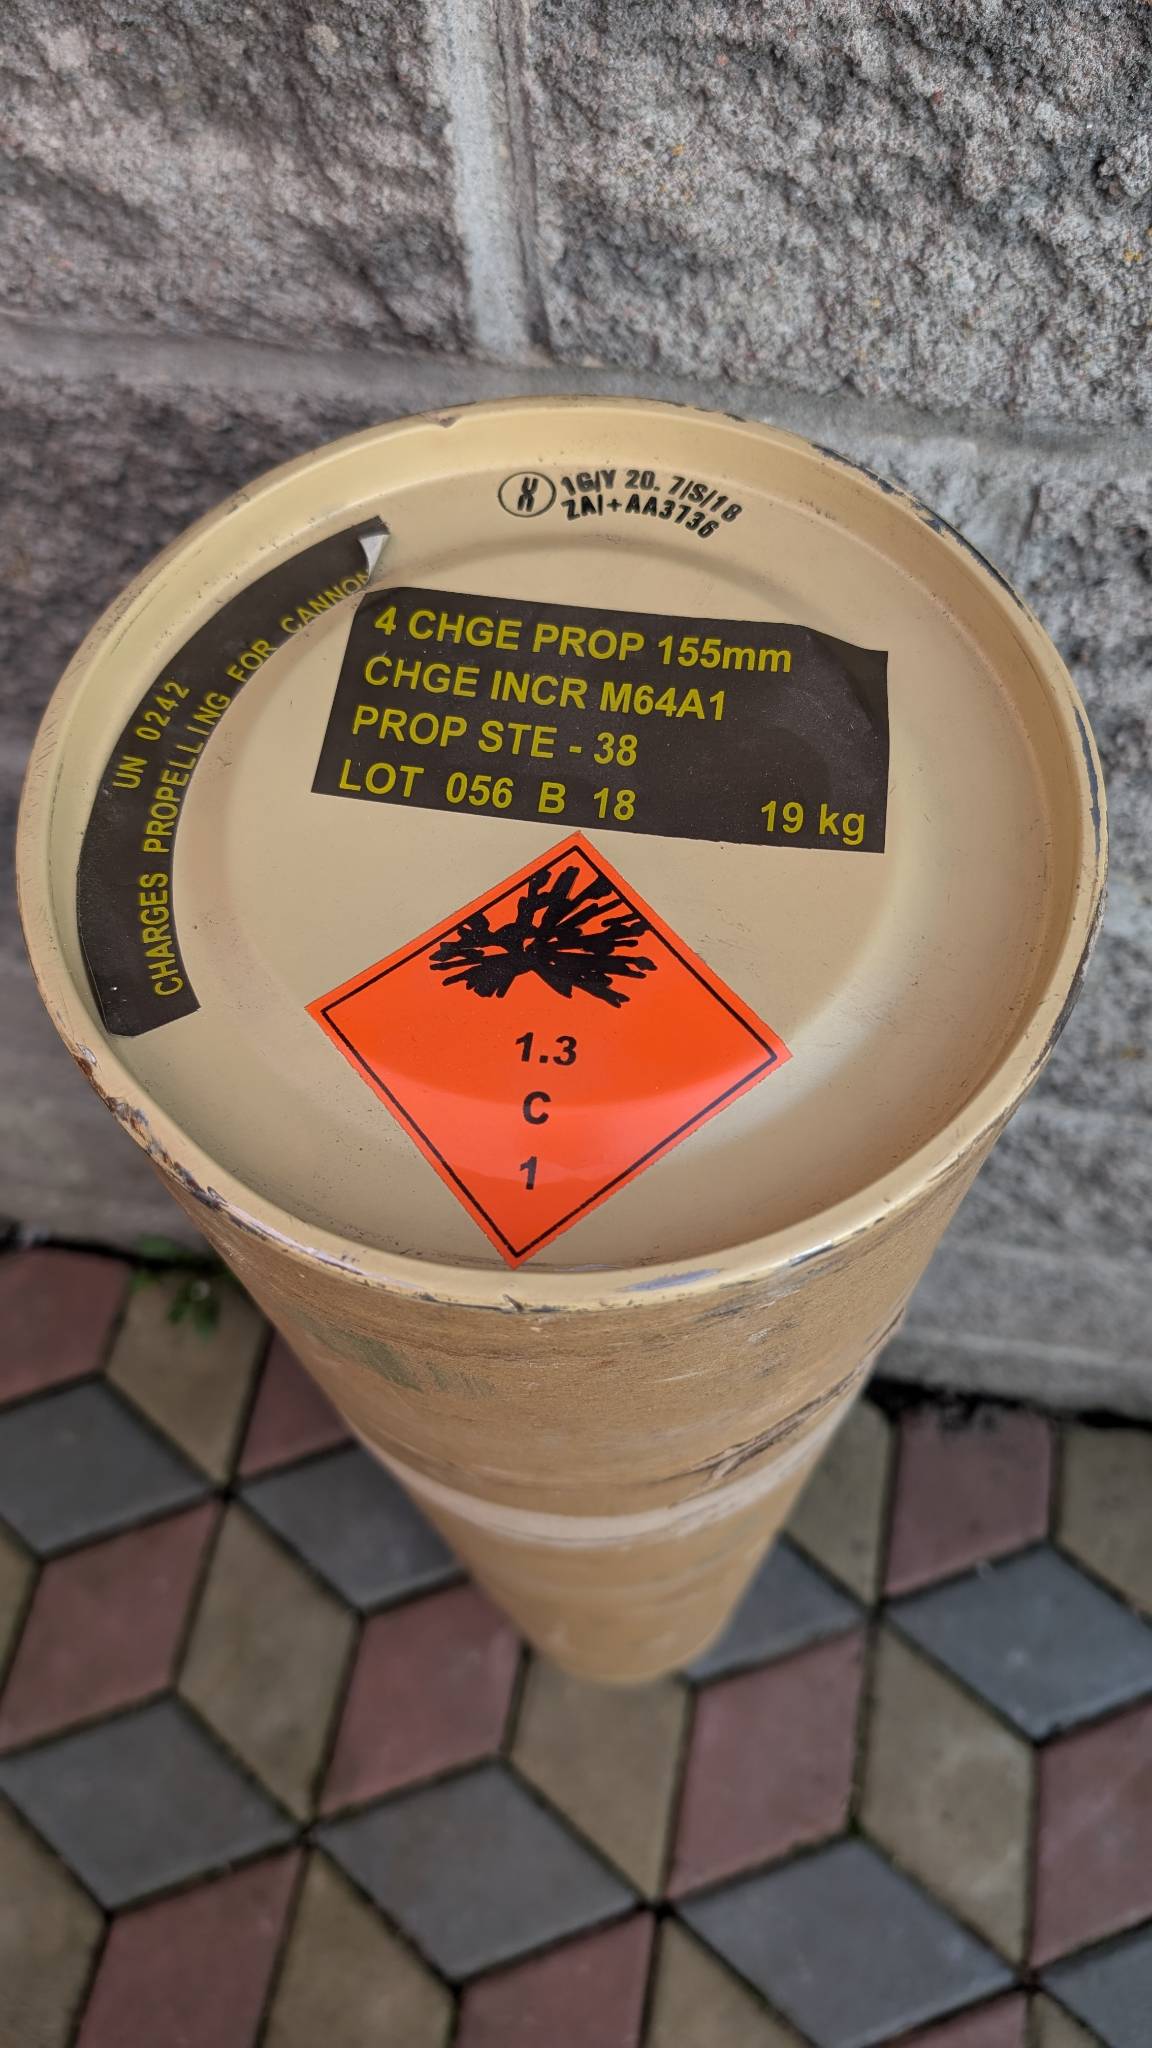 1G/Y 20. 7/S/18
ZA/+AA3736
UN 0242
CHARGES PROPELLING FOR CANNON
4 CHGE PROP 155mm
CHGE INCR M64A1
PROP STE - 38
LOT 056 B 18 19 kg
1.3
C
1